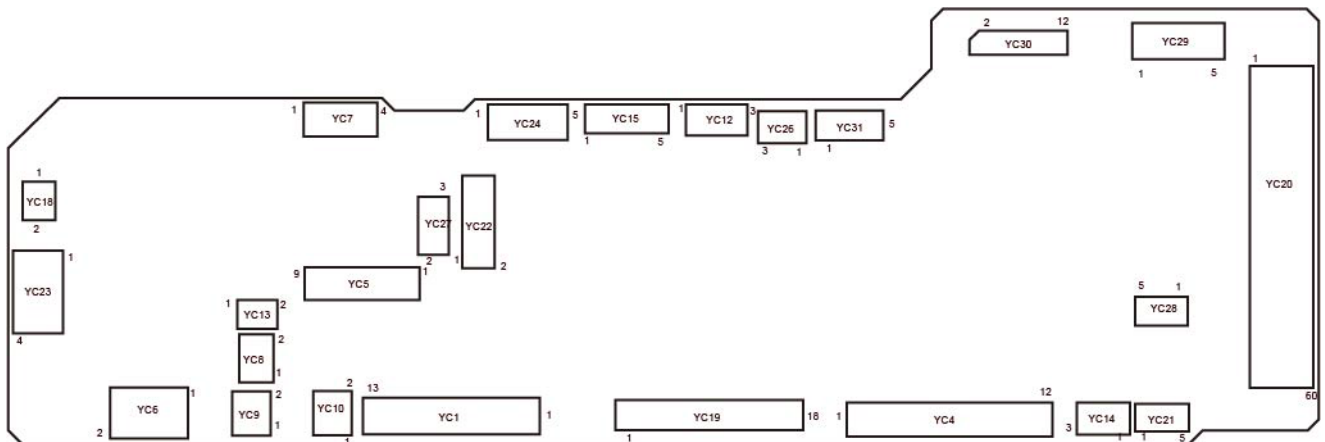 2 12
YC30
YC29
1 5
1
YC20
60
1 YC7 4
1 YC24 5
YC15
1 5
1 YC12 3
YC26
3 1
YC31 5
1
1
YC18
2
1
YC23
4
3
YC27
2
YC22
1 2
9 YC5 1
1 YC13 2
2
YC8
1
5 1
YC28
1
YC6
2
2
YC9
1
2
YC10
1
13
YC1 1
YC19 18
1
12
1 YC4
YC14
3 1
YC21
1 5